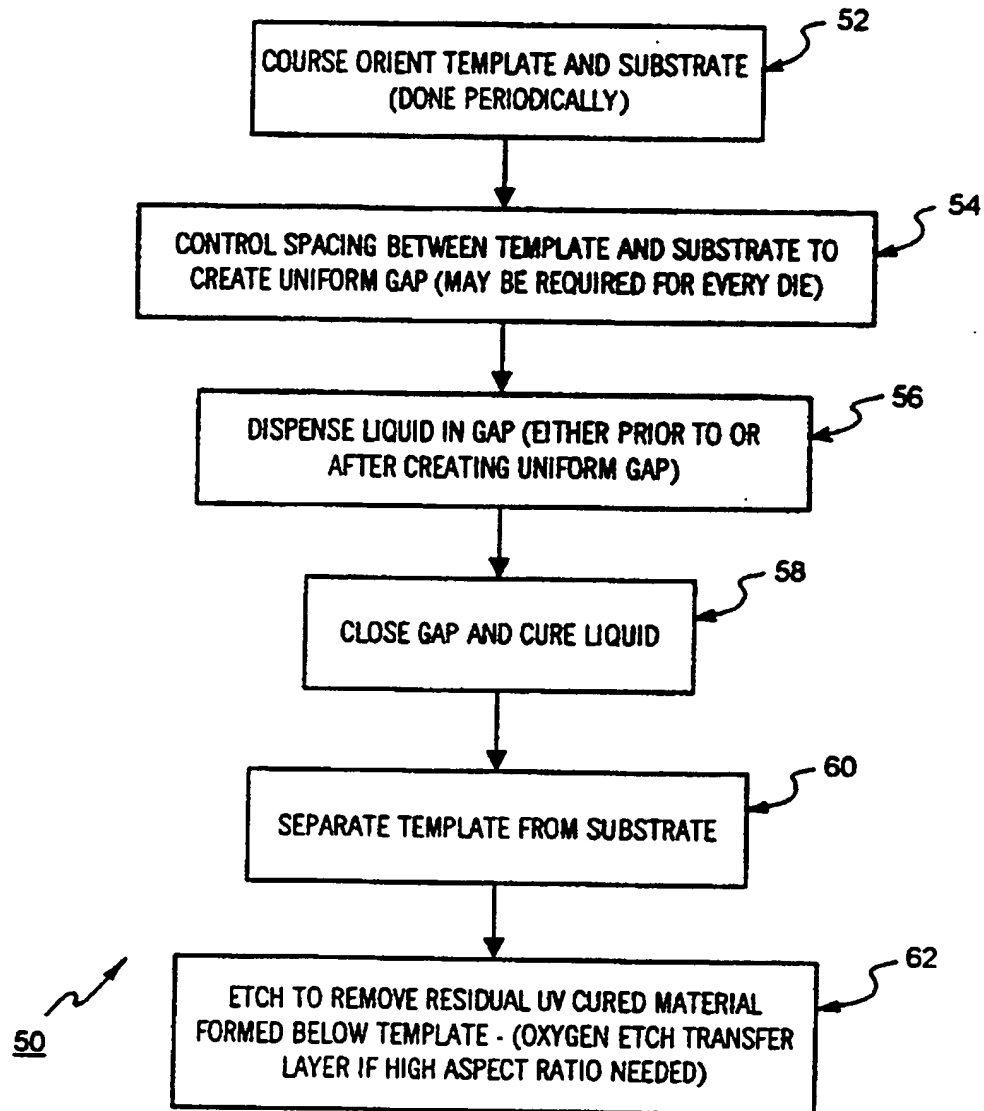 52
COURSE ORIENT TEMPLATE AND SUBSTRATE
(DONE PERIODICALLY)
54
CONTROL SPACING BETWEEN TEMPLATE AND SUBSTRATE TO
CREATE UNIFORM GAP (MAY BE REQUIRED FOR EVERY DIE)
56
DISPENSE LIQUID IN GAP (EITHER PRIOR TO OR
AFTER CREATING UNIFORM GAP)
58
CLOSE GAP AND CURE LIQUID
60
SEPARATE TEMPLATE FROM SUBSTRATE
62
ETCH TO REMOVE RESIDUAL UV CURED MATERIAL
FORMED BELOW TEMPLATE - (OXYGEN ETCH TRANSFER
LAYER IF HIGH ASPECT RATIO NEEDED)
50